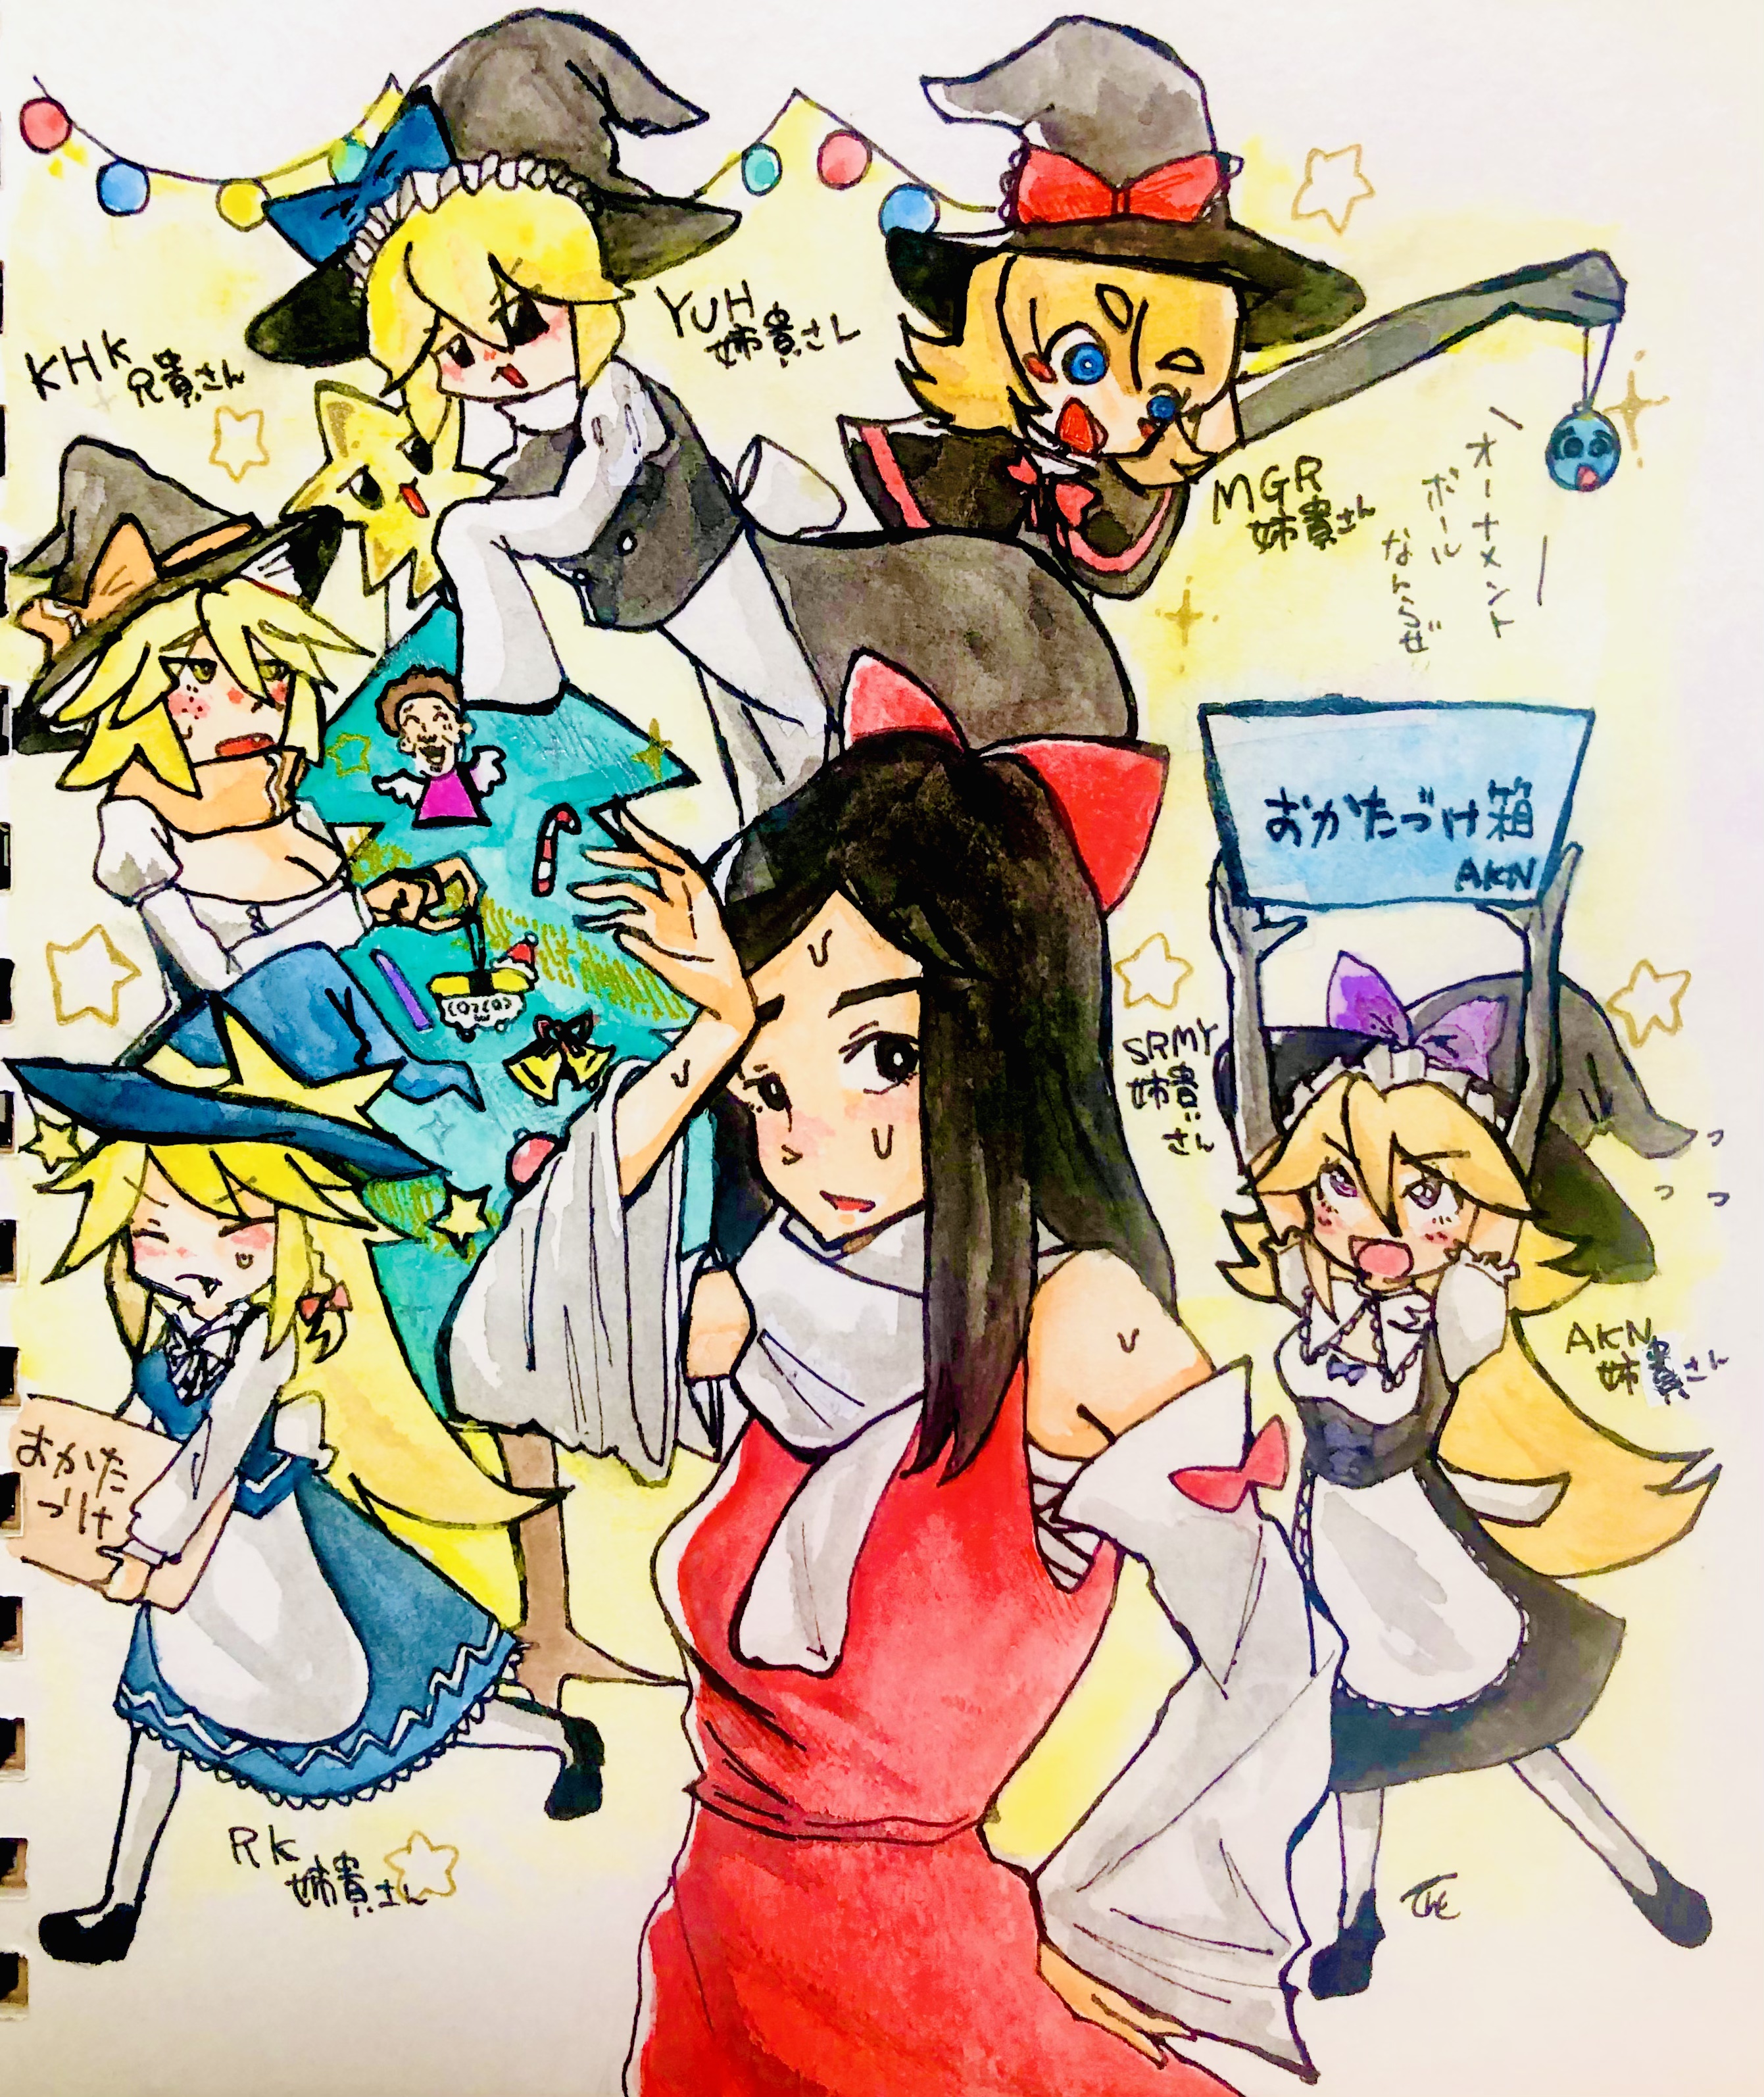 KHK
兄貴さん
YUH
姉貴さん
MGR
姉貴さん
オーナメント
ボール
なんらぜ
おかたづけ箱
AKN
SRMY
姉貴
さん
AKN
姉貴さん
おかた
づけ
RK
姉貴さん
The